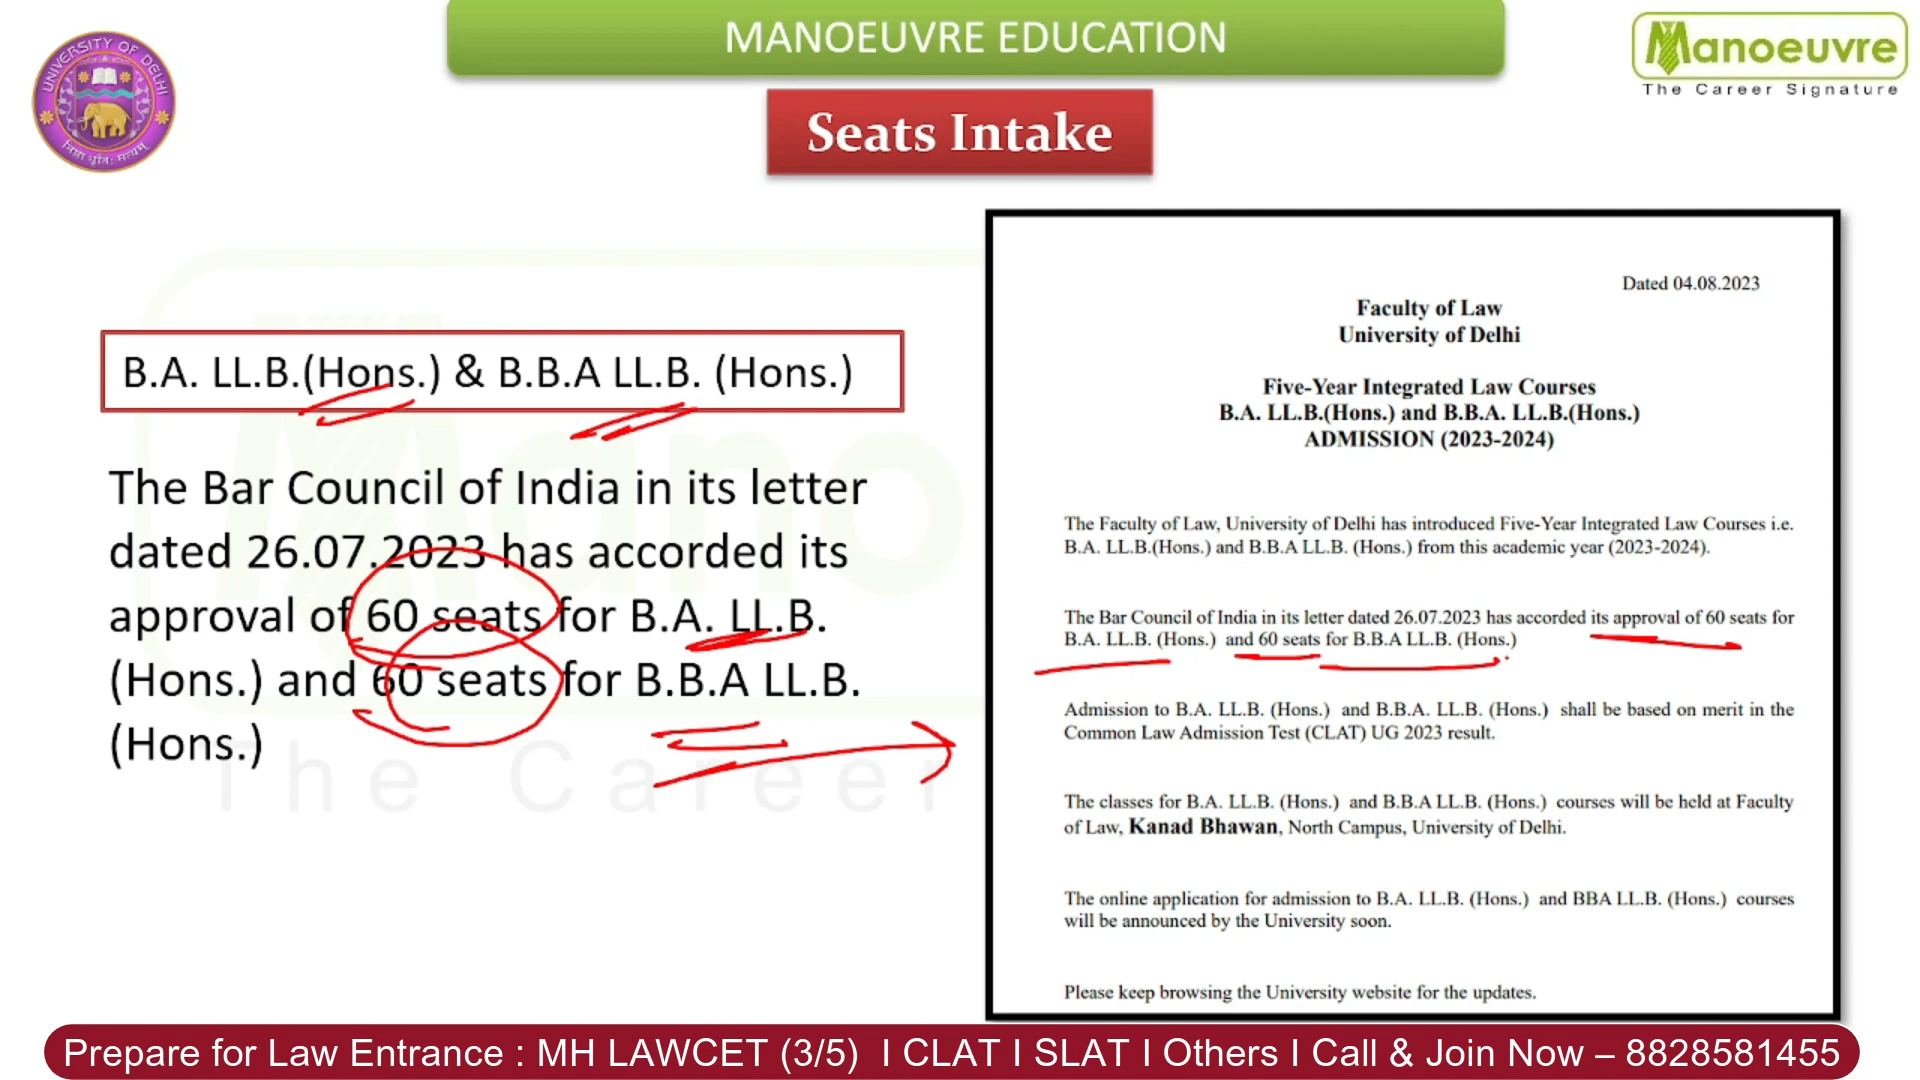 MANOEUVRE EDUCATION
UNIVERSITY OF DELHI
Manoeuvre
The Career Signature
Seats Intake
B.A. LL.B.(Hons.) & B.B.A LL.B. (Hons.)
The Bar Council of India in its letter
dated 26.07.2023 has accorded its
approval of 60 seats for B.A. LL.B.
(Hons.) and 60 seats for B.B.A LL.B.
(Hons.)
Mano
The Career
Dated 04.08.2023
Faculty of Law
University of Delhi
Five-Year Integrated Law Courses
B.A. LL.B.(Hons.) and B.B.A. LL.B.(Hons.)
ADMISSION (2023-2024)
The Faculty of Law, University of Delhi has introduced Five-Year Integrated Law Courses i.e.
B.A. LL.B.(Hons.) and B.B.A LL.B. (Hons.) from this academic year (2023-2024).
The Bar Council of India in its letter dated 26.07.2023 has accorded its approval of 60 seats for
B.A. LL.B. (Hons.) and 60 seats for B.B.A LL.B. (Hons.)
Admission to B.A. LL.B. (Hons.) and B.B.A. LL.B. (Hons.) shall be based on merit in the
Common Law Admission Test (CLAT) UG 2023 result.
The classes for B.A. LL.B. (Hons.) and B.B.A LL.B. (Hons.) courses will be held at Faculty
of Law, Kanad Bhawan, North Campus, University of Delhi.
The online application for admission to B.A. LL.B. (Hons.) and BBA LL.B. (Hons.) courses
will be announced by the University soon.
Please keep browsing the University website for the updates.
Prepare for Law Entrance : MH LAWCET (3/5) I CLAT I SLAT I Others I Call & Join Now – 8828581455